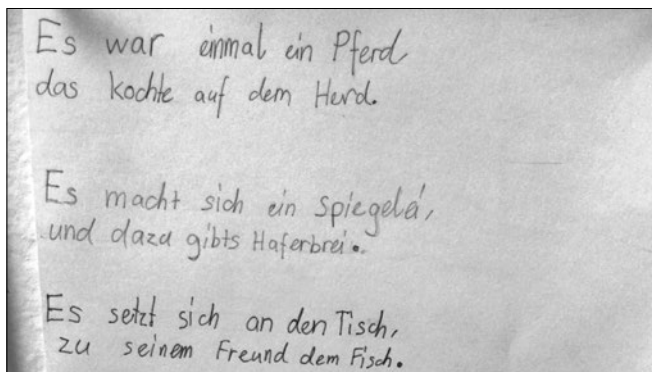 Es war einmal ein Pferd
das kochte auf dem Herd.
Es macht sich ein Spiegelei,
und dazu gibts Haferbrei.
Es setzt sich an den Tisch,
zu seinem Freund dem Fisch.